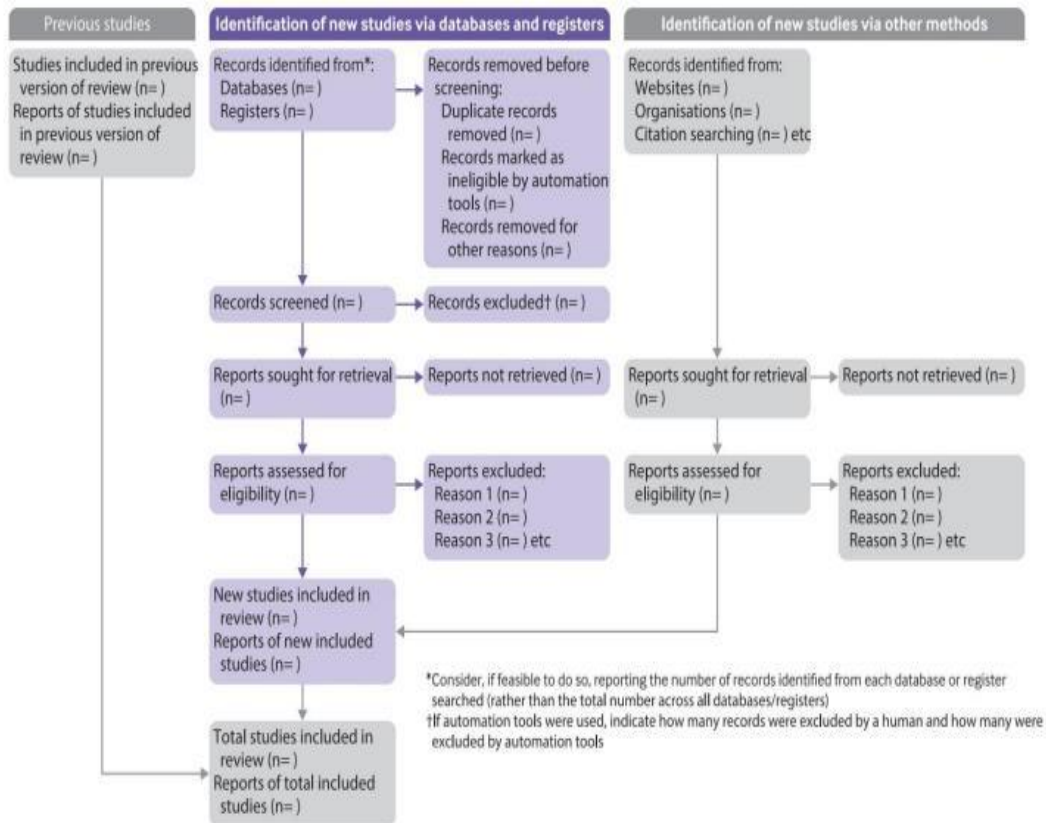 Previous studies
Identification of new studies via databases and registers
Identification of new studies via other methods
Studies included in previous
version of review (n= )
Reports of studies included
in previous version of
review (n= )
Records identified from*:
Databases (n= )
Registers (n= )
Records removed before
screening:
Duplicate records
removed (n= )
Records marked as
ineligible by automation
tools (n= )
Records removed for
other reasons (n= )
Records identified from:
Websites (n= )
Organisations (n= )
Citation searching (n= ) etc
Records screened (n= )
Records excluded† (n= )
Reports sought for retrieval
(n= )
Reports not retrieved (n= )
Reports sought for retrieval
(n= )
Reports not retrieved (n= )
Reports assessed for
eligibility (n= )
Reports excluded:
Reason 1 (n= )
Reason 2 (n= )
Reason 3 (n= ) etc
Reports assessed for
eligibility (n= )
Reports excluded:
Reason 1 (n= )
Reason 2 (n= )
Reason 3 (n= ) etc
New studies included in
review (n= )
Reports of new included
studies (n= )
*Consider, if feasible to do so, reporting the number of records identified from each database or register
searched (rather than the total number across all databases/registers)
†If automation tools were used, indicate how many records were excluded by a human and how many were
excluded by automation tools
Total studies included in
review (n= )
Reports of total included
studies (n= )